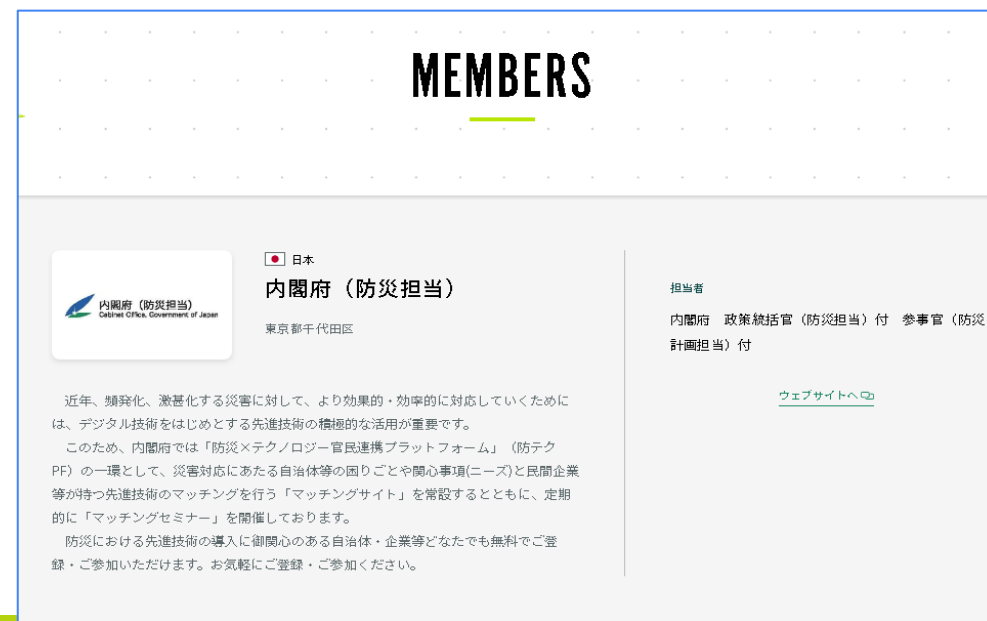 MEMBERS
内閣府（防災担当）
Cabinet Office, Government of Japan
日本
内閣府（防災担当）
東京都千代田区
近年、頻発化、激甚化する災害に対して、より効果的・効率的に対応していくために
は、デジタル技術をはじめとする先進技術の積極的な活用が重要です。
このため、内閣府では「防災×テクノロジー官民連携プラットフォーム」（防テク
PF）の一環として、災害対応にあたる自治体等の困りごとや関心事項(ニーズ)と民間企業
等が持つ先進技術のマッチングを行う「マッチングサイト」を常設するとともに、定期
的に「マッチングセミナー」を開催しております。
防災における先進技術の導入に御関心のある自治体・企業等どなたでも無料でご登
録・ご参加いただけます。お気軽にご登録・ご参加ください。
担当者
内閣府　政策統括官（防災担当）付　参事官（防災
計画担当）付
ウェブサイトへ